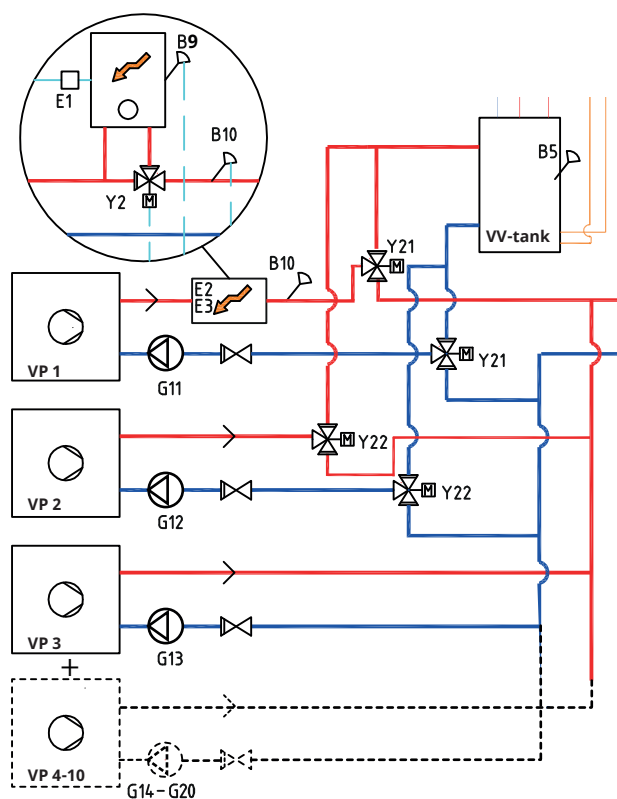 B9
E1
B10
Y2
M
B5
VV-tank
Y21
M
B10
E2
E3
VP 1
G11
M
Y21
VP 2
G12
M
Y22
M
Y22
VP 3
G13
+
VP 4-10
G14-G20